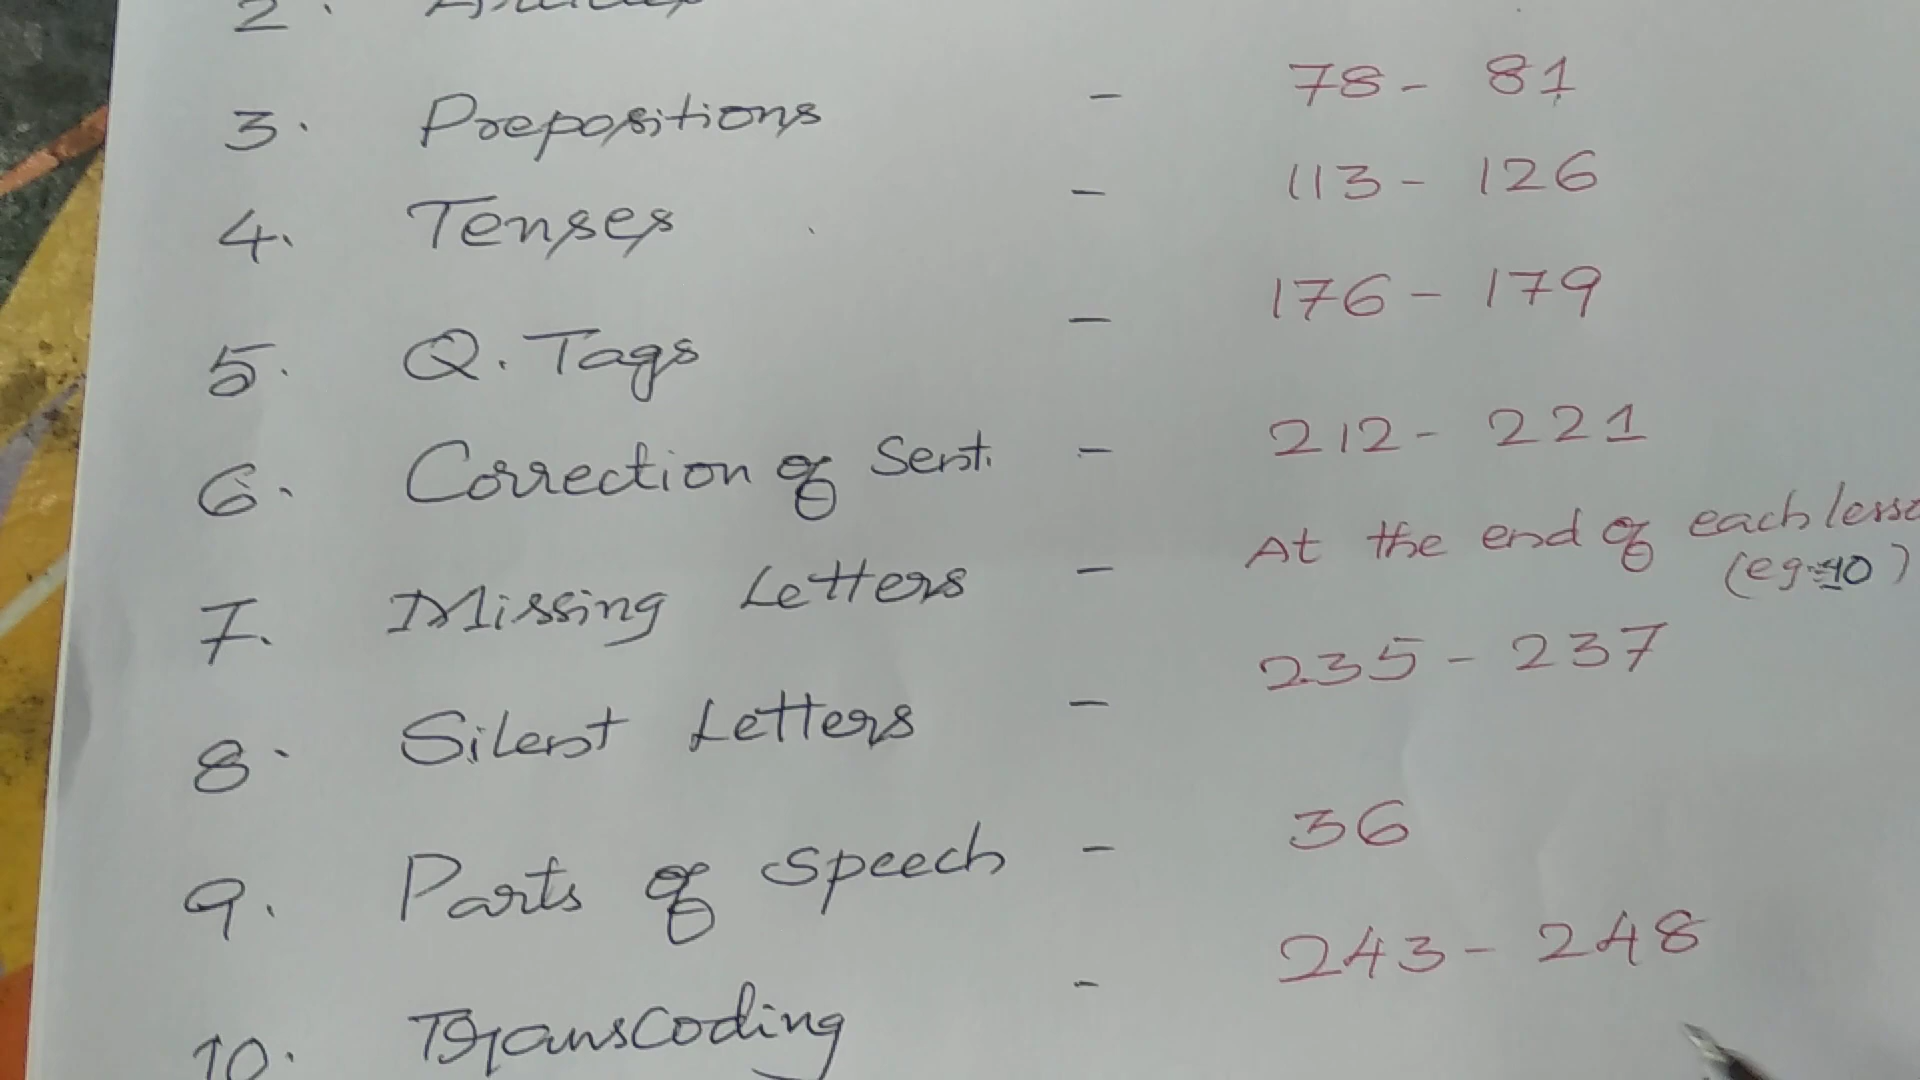 2.
3. Prepositions - 78 - 81
4. Tenses - 113 - 126
5. Q. Tags - 176 - 179
6. Correction of Sent. - 212 - 221
7. Missing Letters - At the end of each
(eg. 40)
8. Silent Letters - 235 - 237
9. Parts of Speech - 36
10. Transcoding - 243 - 248